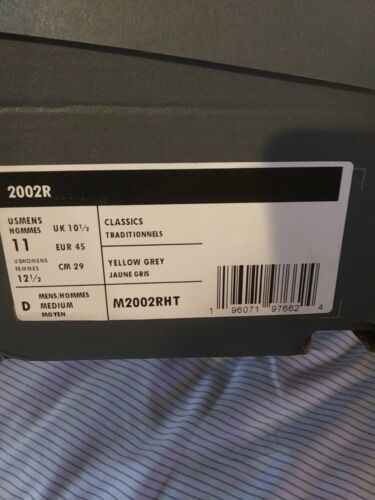 2002R
USMENS
HOMMES
11
UK 10½
EUR 45
USWOMENS
FEMMES
12½
CM 29
CLASSICS
TRADITIONNELS
YELLOW GREY
JAUNE GRIS
D
MENS/HOMMES
MEDIUM
MOYEN
M2002RHT
1 96071 97662 4